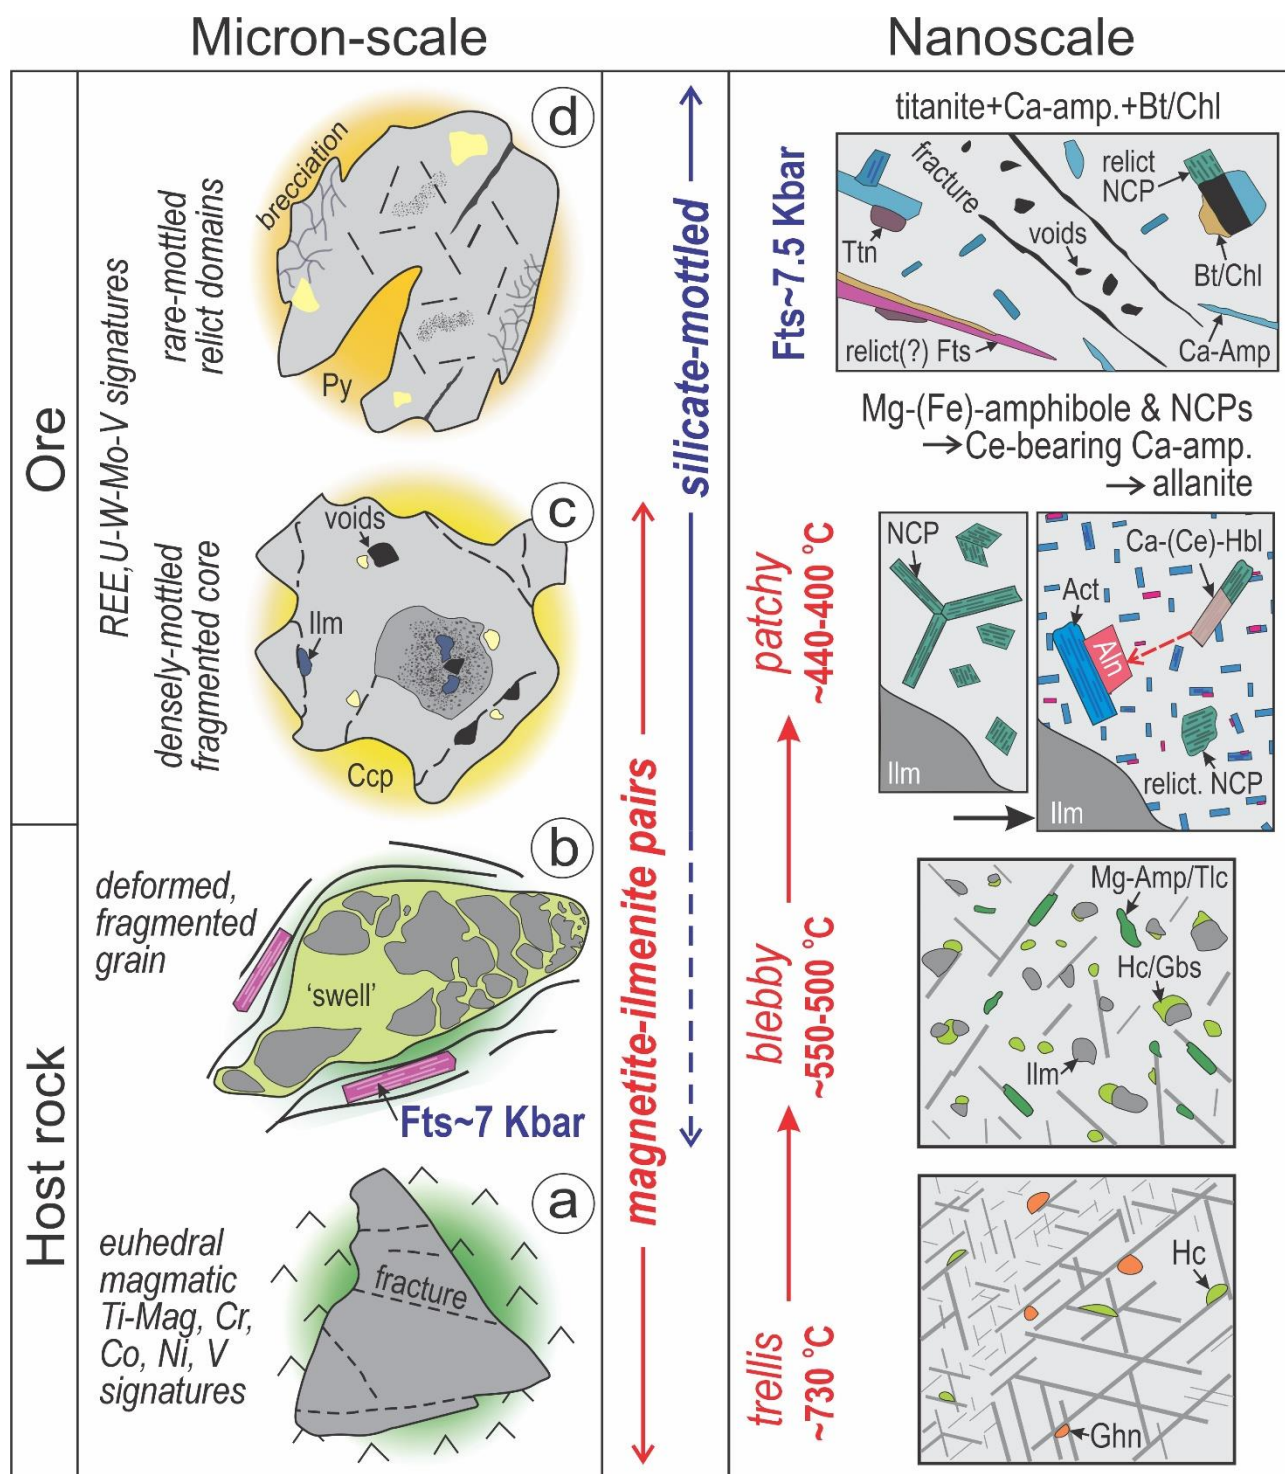 Micron-scale
Nanoscale
Ore
REE,U-W-Mo-V signatures
rare-mottled
relict domains
brecciation
d
Py
silicate-mottled
Fts~7.5 Kbar
titanite+Ca-amp.+Bt/Chl
fracture
relict
NCP
voids
Ttn
Bt/Chl
relict(?) Fts
Ca-Amp
densely-mottled
fragmented core
c
voids
Ilm
Ccp
Mg-(Fe)-amphibole & NCPs
→Ce-bearing Ca-amp.
→ allanite
patchy
~440-400 °C
NCP
Ilm
Ca-(Ce)-Hbl
Act
Aln
relict. NCP
Ilm
Host rock
b
deformed,
fragmented
grain
'swell'
Fts~7 Kbar
magnetite-ilmenite pairs
blebby
~550-500 °C
Mg-Amp/Tlc
Hc/Gbs
Ilm
a
euhedral
magmatic
Ti-Mag, Cr,
Co, Ni, V
signatures
fracture
trellis
~730 °C
Hc
Ghn